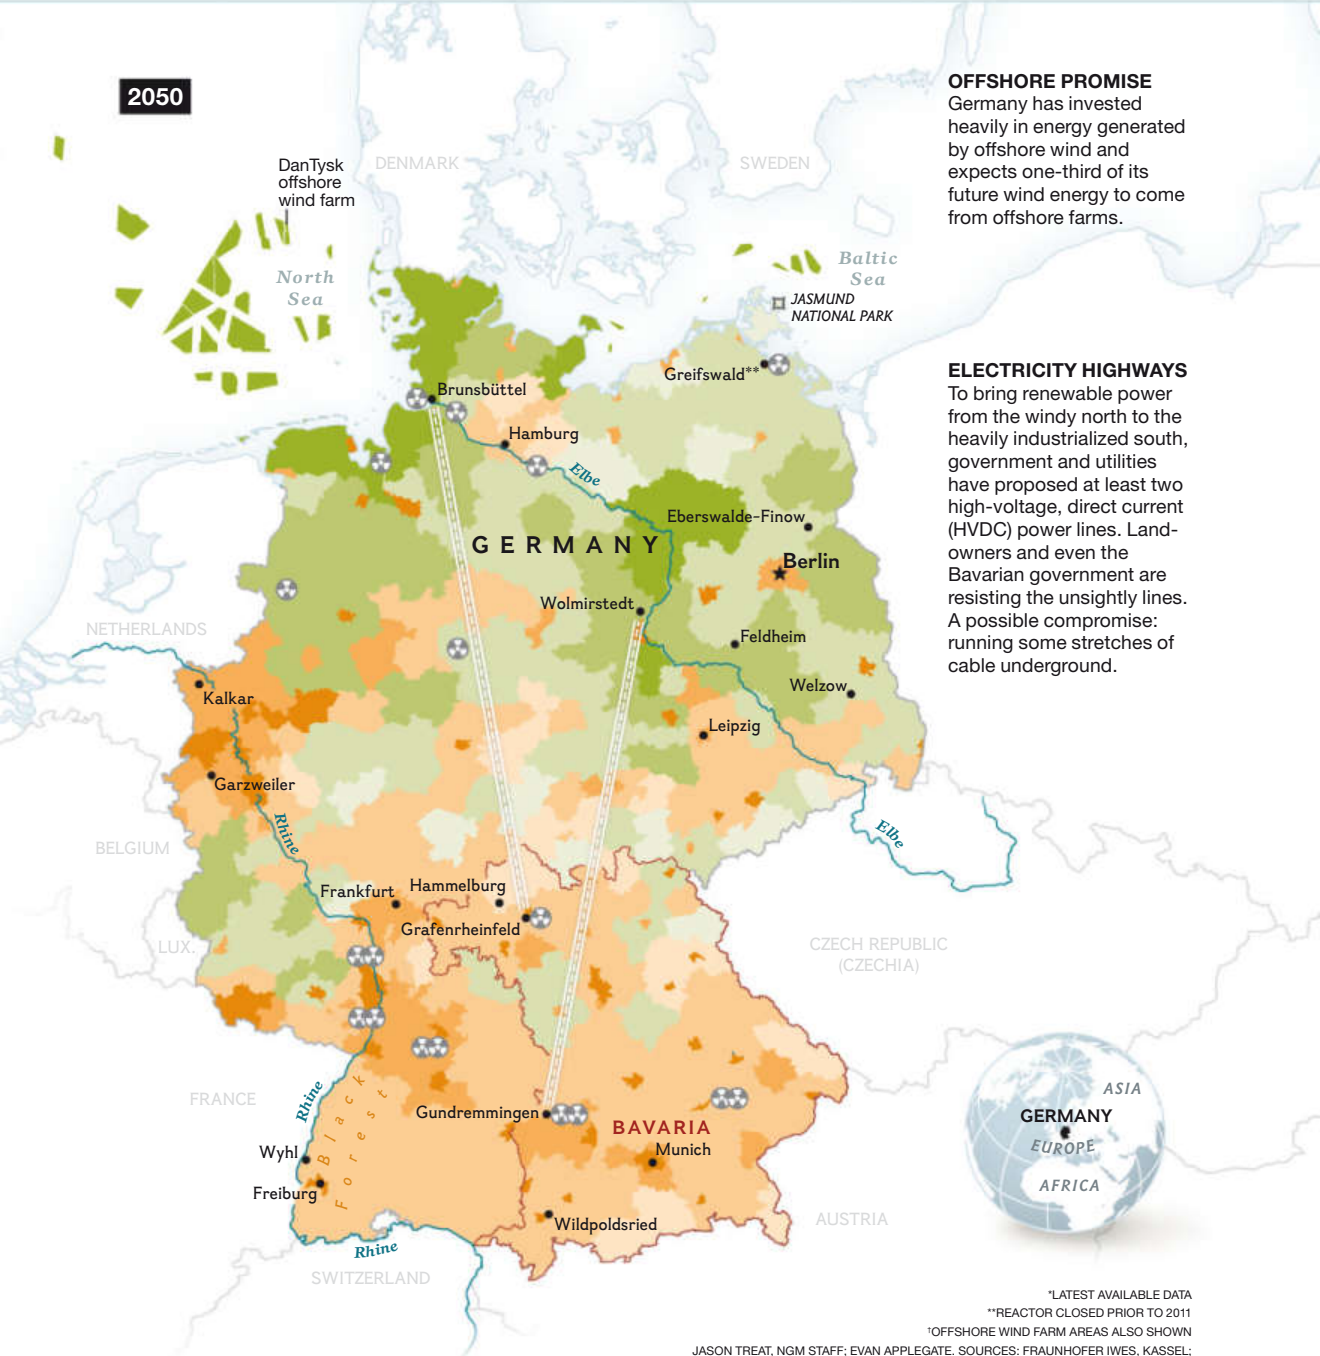 2050
OFFSHORE PROMISE
Germany has invested
heavily in energy generated
by offshore wind and
expects one-third of its
future wind energy to come
from offshore farms.
DanTysk
offshore
wind farm
DENMARK
SWEDEN
North
Sea
Baltic
Sea
JASMUND
NATIONAL PARK
ELECTRICITY HIGHWAYS
To bring renewable power
from the windy north to the
heavily industrialized south,
government and utilities
have proposed at least two
high-voltage, direct current
(HVDC) power lines. Land-
owners and even the
Bavarian government are
resisting the unsightly lines.
A possible compromise:
running some stretches of
cable underground.
Greifswald**
Brunsbüttel
Hamburg
Elbe
Eberswalde-Finow
GERMANY
Berlin
Wolmirstedt
NETHERLANDS
Feldheim
Kalkar
Welzow
Leipzig
Garzweiler
Rhine
Elbe
BELGIUM
Frankfurt
Hammelburg
Grafenrheinfeld
LUX.
CZECH REPUBLIC
(CZECHIA)
FRANCE
Rhine
Black
Forest
Gundremmingen
BAVARIA
Munich
Wyhl
Freiburg
Wildpoldsried
Rhine
SWITZERLAND
AUSTRIA
ASIA
GERMANY
EUROPE
AFRICA
*LATEST AVAILABLE DATA
**REACTOR CLOSED PRIOR TO 2011
†OFFSHORE WIND FARM AREAS ALSO SHOWN
JASON TREAT, NGM STAFF; EVAN APPLEGATE. SOURCES: FRAUNHOFER IWES, KASSEL;